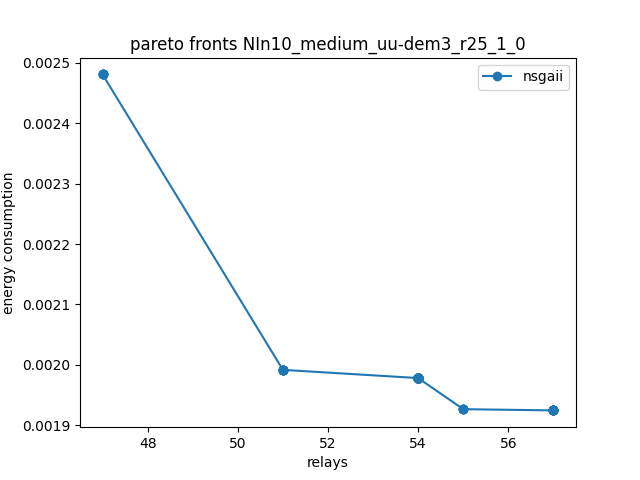 pareto fronts NIn10_medium_uu-dem3_r25_1_0
nsgaii
energy consumption
0.0025
0.0024
0.0023
0.0022
0.0021
0.0020
0.0019
48 50 52 54 56
relays